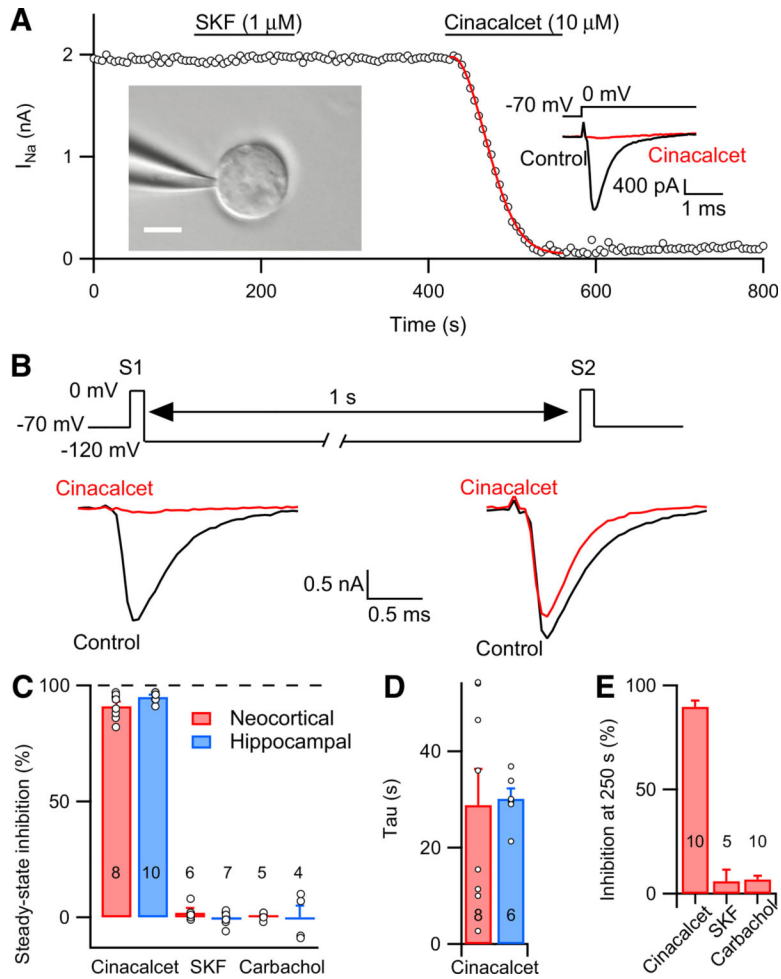 A
SKF (1 μM)
Cinacalcet (10 μM)
2
1
0
I Na (nA)
0 mV
-70 mV
Control
Cinacalcet
400 pA
1 ms
0
200
400
600
800
Time (s)
B
S1
S2
0 mV
1 s
-70 mV
-120 mV
Cinacalcet
Cinacalcet
0.5 nA
0.5 ms
Control
Control
C
100
50
0
Steady-state inhibition (%)
Neocortical
Hippocampal
8
10
6
7
5
4
Cinacalcet
SKF
Carbachol
D
40
20
0
Tau (s)
8
6
Cinacalcet
E
100
50
0
Inhibition at 250 s (%)
10
5
10
Cinacalcet
SKF
Carbachol